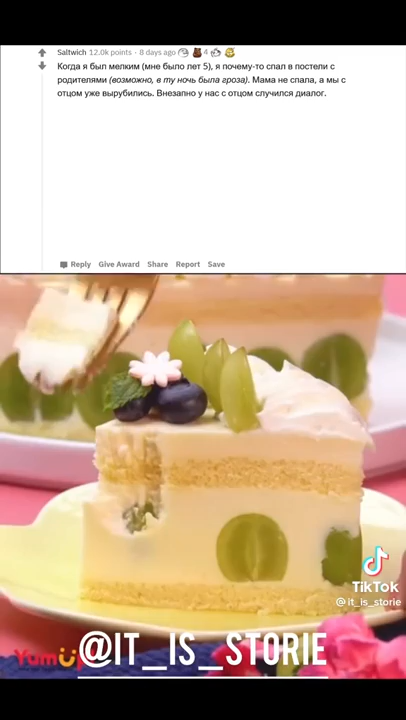 Saltwich 12.0k points · 8 days ago 4
Когда я был мелким (мне было лет 5), я почему-то спал в постели с
родителями (возможно, в ту ночь была гроза). Мама не спала, а мы с
отцом уже вырубились. Внезапно у нас с отцом случился диалог.
Reply Give Award Share Report Save
TikTok
@it_is_storie
@IT_IS_STORIE